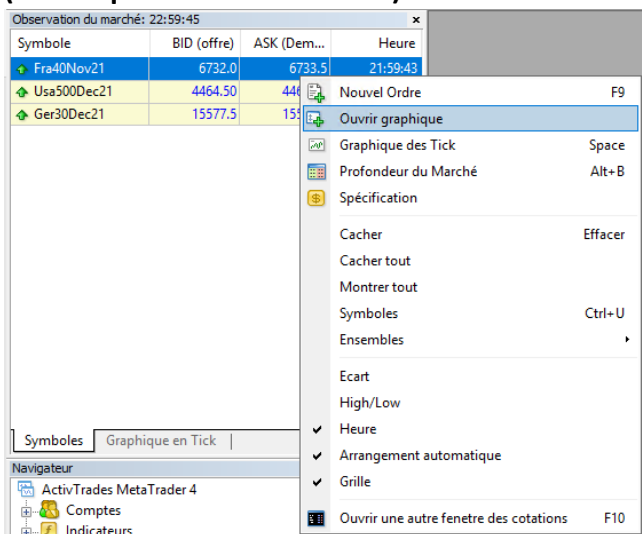 Observation du marché: 22:59:45
Symbole BID (offre) ASK (Dem... Heure
Fra40Nov21 6732.0 6733.5 21:59:43
Usa500Dec21 4464.50
Ger30Dec21 15577.5
Nouvel Ordre F9
Ouvrir graphique
Graphique des Tick Space
Profondeur du Marché Alt+B
Spécification
Cacher Effacer
Cacher tout
Montrer tout
Symboles Ctrl+U
Ensembles
Ecart
High/Low
Heure
Arrangement automatique
Grille
Ouvrir une autre fenetre des cotations F10
Symboles Graphique en Tick
Navigateur
ActivTrades MetaTrader 4
Comptes
Indicateurs